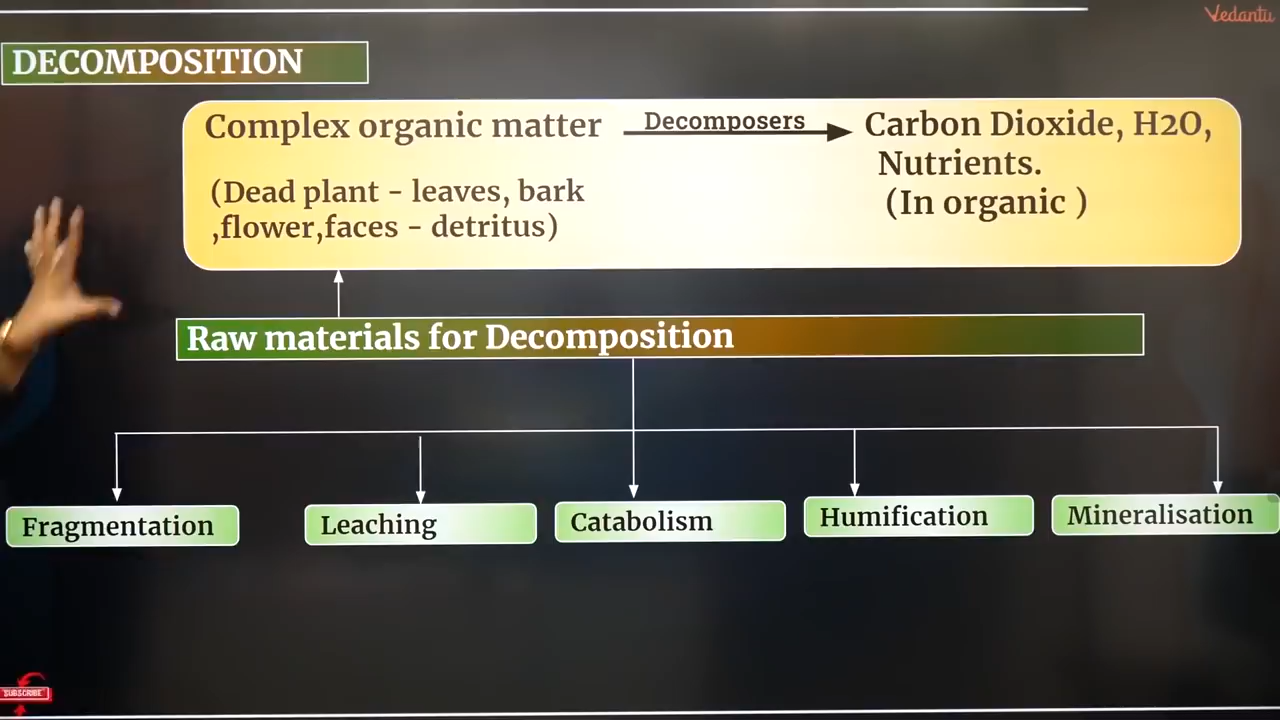 Vedantu
DECOMPOSITION
Complex organic matter
Decomposers
Carbon Dioxide, H2O,
Nutrients.
(In organic )
(Dead plant - leaves, bark
,flower,faces - detritus)
Raw materials for Decomposition
Fragmentation
Leaching
Catabolism
Humification
Mineralisation
SUBSCRIBE